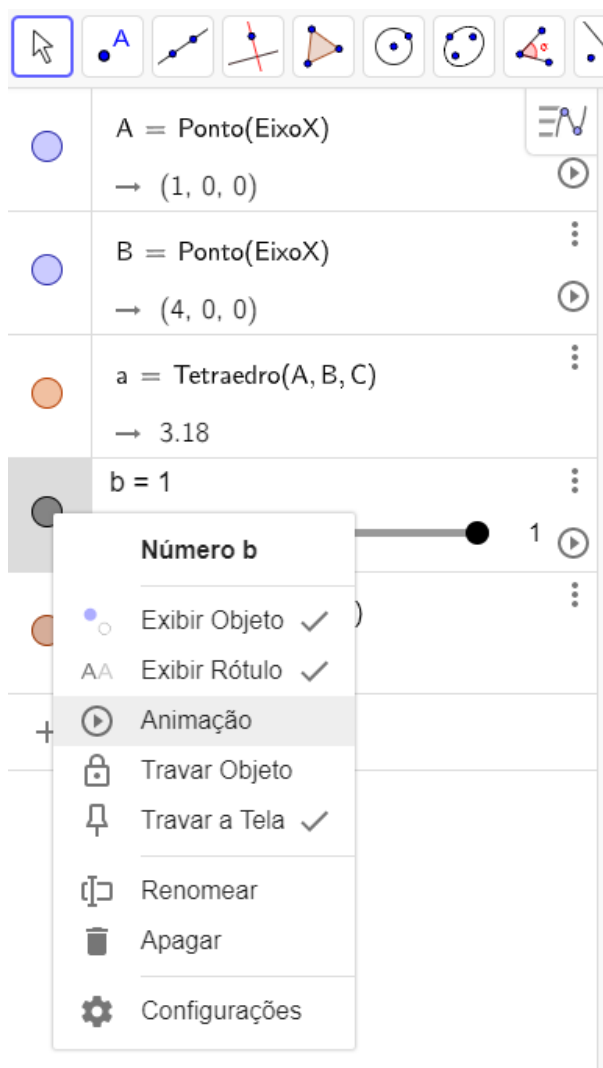 A
α
A = Ponto(EixoX)
→ (1, 0, 0)
B = Ponto(EixoX)
→ (4, 0, 0)
a = Tetraedro(A, B, C)
→ 3.18
b = 1
1
Número b
)
Exibir Objeto
AA Exibir Rótulo
Animação
Travar Objeto
Travar a Tela
Renomear
Apagar
Configurações